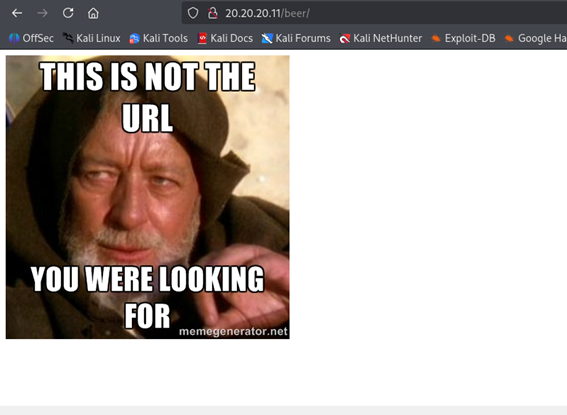 20.20.20.11/beer/
OffSec Kali Linux Kali Tools Kali Docs Kali Forums Kali NetHunter Exploit-DB Google Ha
THIS IS NOT THE
URL
YOU WERE LOOKING
FOR
memegenerator.net